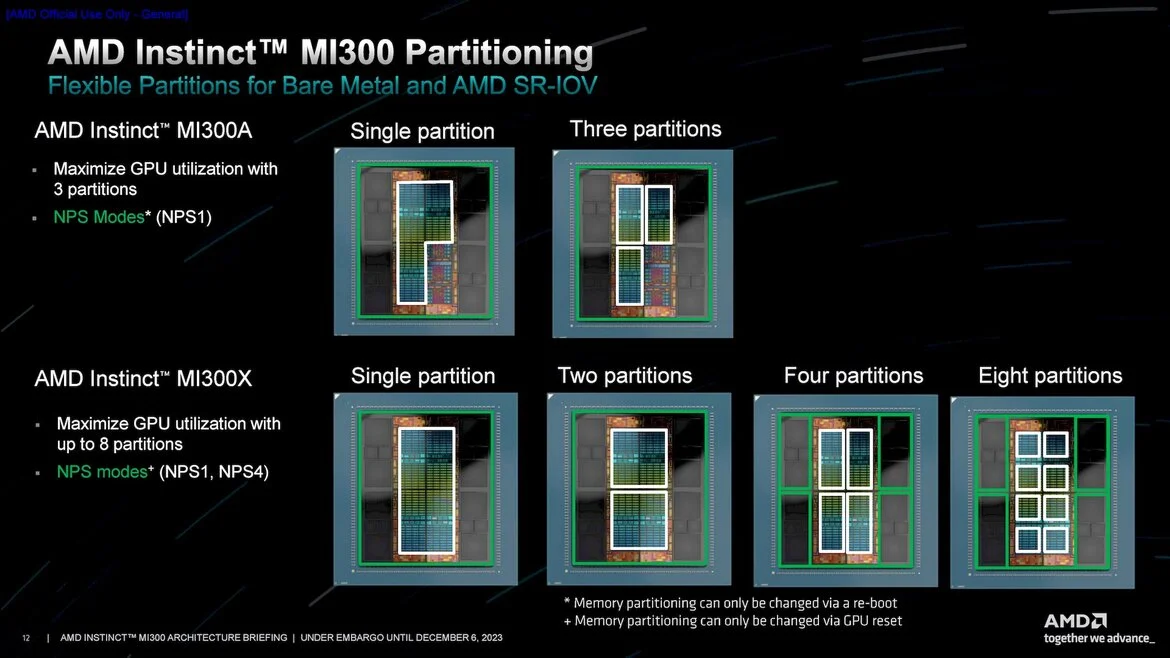 [AMD Official Use Only - General]
AMD Instinct™ MI300 Partitioning
Flexible Partitions for Bare Metal and AMD SR-IOV
AMD Instinct™ MI300A
Maximize GPU utilization with
3 partitions
NPS Modes* (NPS1)
Single partition
Three partitions
AMD Instinct™ MI300X
Maximize GPU utilization with
up to 8 partitions
NPS modes+ (NPS1, NPS4)
Single partition
Two partitions
Four partitions
Eight partitions
* Memory partitioning can only be changed via a re-boot
+ Memory partitioning can only be changed via GPU reset
12 | AMD INSTINCT™ MI300 ARCHITECTURE BRIEFING | UNDER EMBARGO UNTIL DECEMBER 6, 2023
AMD
together we advance_